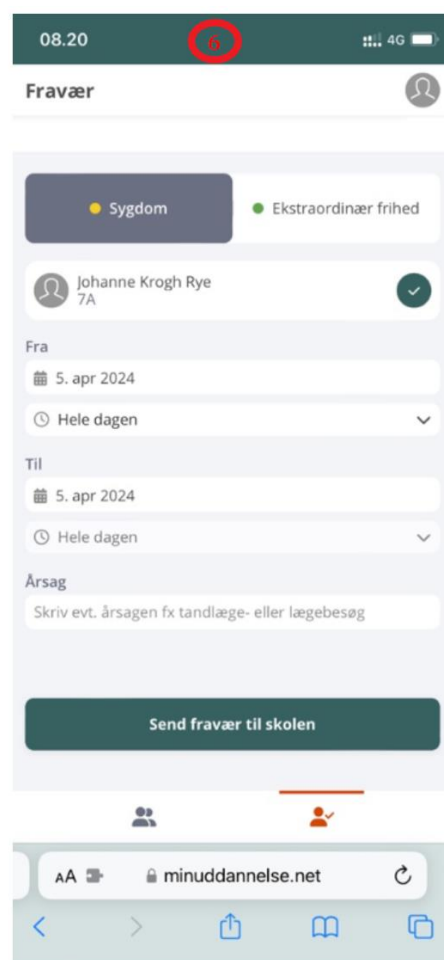 08.20
6
4G
Fravær
Sygdom
Ekstraordinær frihed
Johanne Krogh Rye
7A
Fra
5. apr 2024
Hele dagen
Til
5. apr 2024
Hele dagen
Årsag
Skriv evt. årsagen fx tandlæge- eller lægebesøg
Send fravær til skolen
AA
minuddannelse.net